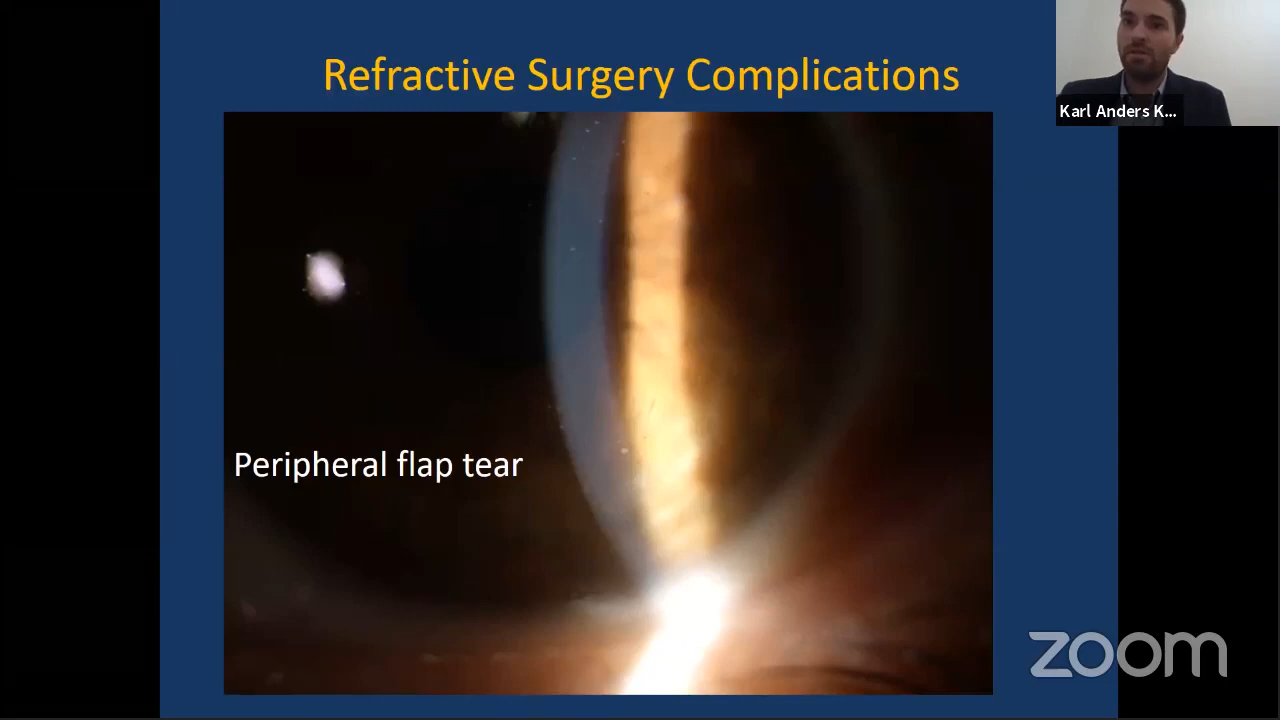 Refractive Surgery Complications
Karl Anders K...
Peripheral flap tear
zoom